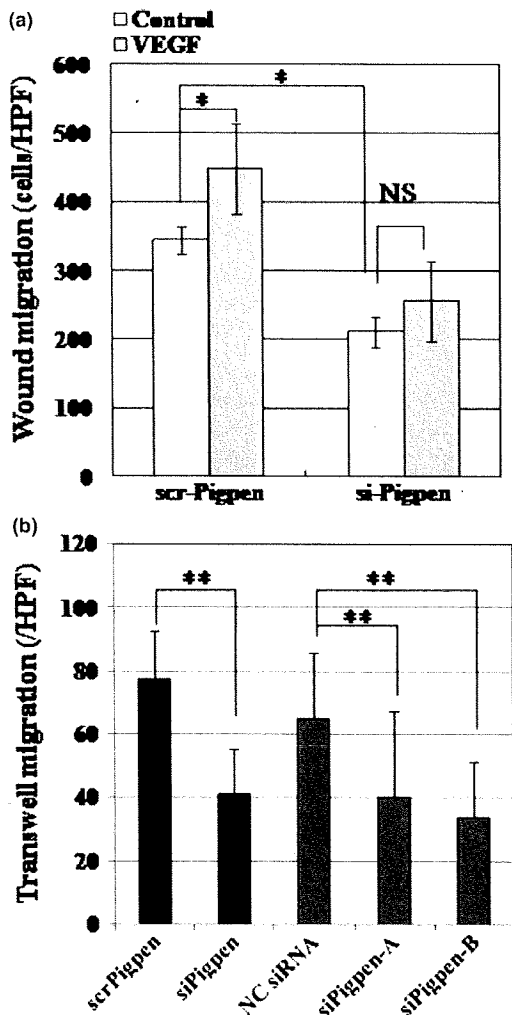 (a)
Control
VEGF
Wound migration (cells/HPF)
600
500
400
300
200
100
0
*
*
NS
scr-Pigpen
si-Pigpen
(b)
Transwell migration (/HPF)
120
100
80
60
40
20
0
**
**
**
scrPigpen
siPigpen
NC siRNA
siPigpen-A
siPigpen-B